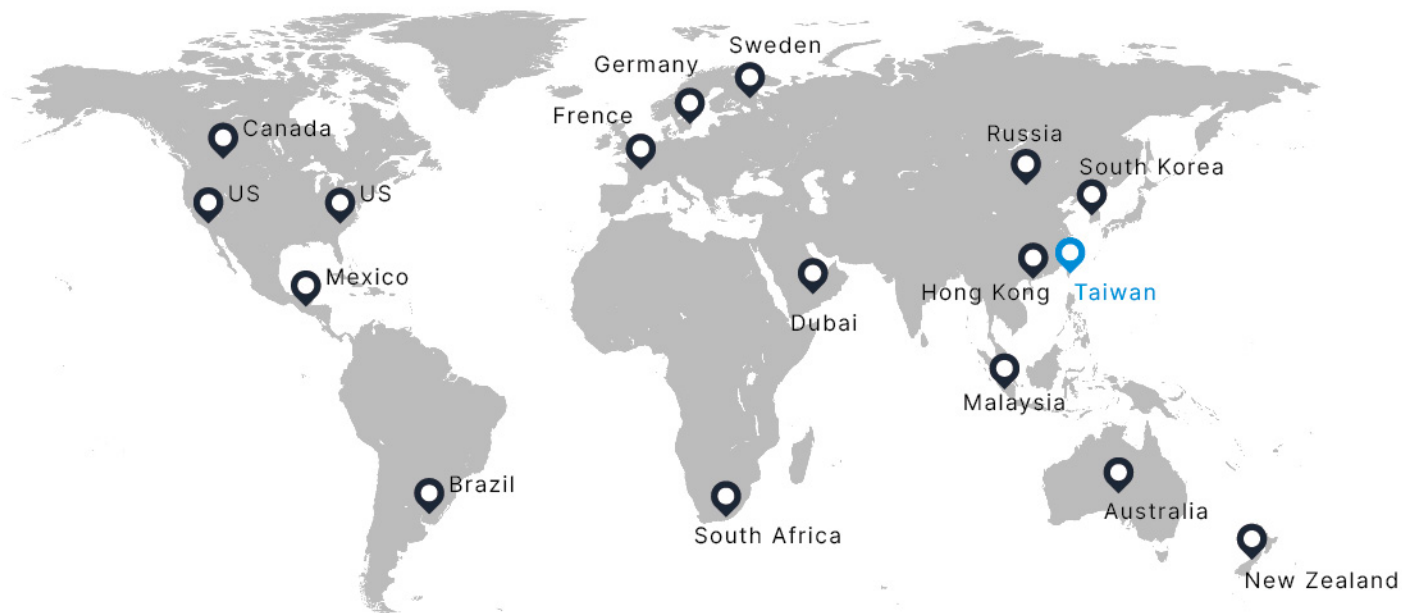 Sweden
Germany
Frence
Canada
Russia
South Korea
US
US
Mexico
Hong Kong
Taiwan
Dubai
Malaysia
Brazil
Australia
South Africa
New Zealand